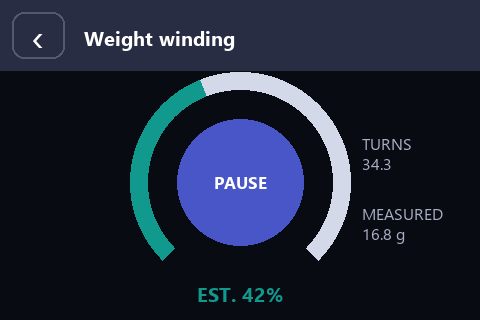 ‹ Weight winding
PAUSE
TURNS
34.3
MEASURED
16.8 g
EST. 42%